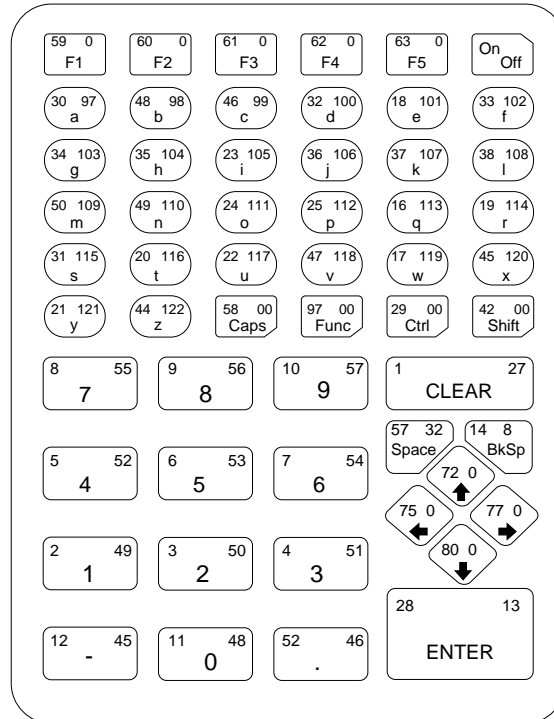 59 0 60 0 61 0 62 0 63 0 On
F1 F2 F3 F4 F5 Off
30 97 48 98 46 99 32 100 18 101 33 102
a b c d e f
34 103 35 104 23 105 36 106 37 107 38 108
g h i j k l
50 109 49 110 24 111 25 112 16 113 19 114
m n o p q r
31 115 20 116 22 117 47 118 17 119 45 120
s t u v w x
21 121 44 122 58 00 97 00 29 00 42 00
y z Caps Func Ctrl Shift
8 55 9 56 10 57 1 27
7 8 9 CLEAR
57 32 14 8
Space BkSp
5 52 6 53 7 54 72 0
4 5 6
75 0 77 0
2 49 3 50 4 51 80 0
1 2 3
28 13
12 - 45 11 48 52 46
0 .
ENTER